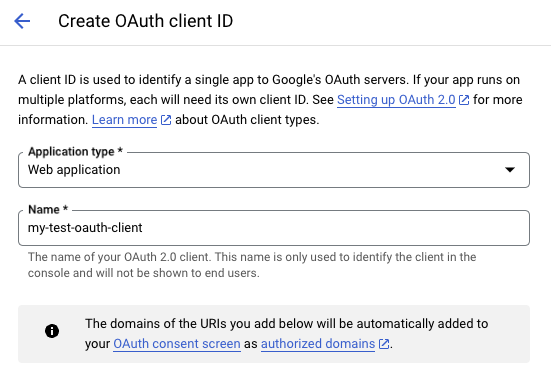 Create OAuth client ID
A client ID is used to identify a single app to Google's OAuth servers. If your app runs on
multiple platforms, each will need its own client ID. See Setting up OAuth 2.0 for more
information. Learn more about OAuth client types.
Application type *
Web application
Name *
my-test-oauth-client
The name of your OAuth 2.0 client. This name is only used to identify the client in the
console and will not be shown to end users.
The domains of the URIs you add below will be automatically added to
your OAuth consent screen as authorized domains.